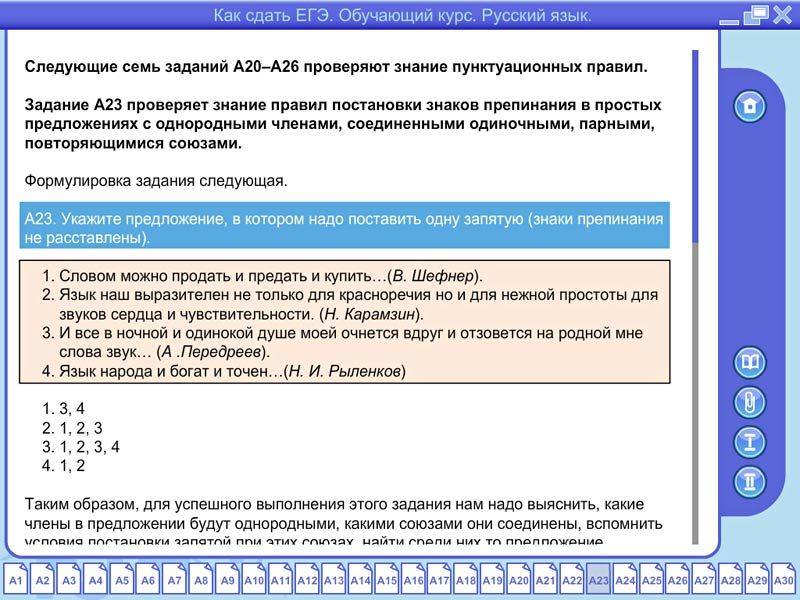 Как сдать ЕГЭ. Обучающий курс. Русский язык.
Следующие семь заданий А20–А26 проверяют знание пунктуационных правил.
Задание А23 проверяет знание правил постановки знаков препинания в простых
предложениях с однородными членами, соединенными одиночными, парными,
повторяющимися союзами.
Формулировка задания следующая.
А23. Укажите предложение, в котором надо поставить одну запятую (знаки препинания
не расставлены).
1. Словом можно продать и предать и купить…(В. Шефнер).
2. Язык наш выразителен не только для красноречия но и для нежной простоты для
звуков сердца и чувствительности. (Н. Карамзин).
3. И все в ночной и одинокой душе моей очнется вдруг и отзовется на родной мне
слова звук… (А .Передреев).
4. Язык народа и богат и точен…(Н. И. Рыленков)
1. 3, 4
2. 1, 2, 3
3. 1, 2, 3, 4
4. 1, 2
Таким образом, для успешного выполнения этого задания нам надо выяснить, какие
члены в предложении будут однородными, какими союзами они соединены, вспомнить
условия постановки запятой при этих союзах, найти среди них то предложение,
А1 А2 А3 А4 А5 А6 А7 А8 А9 А10 А11 А12 А13 А14 А15 А16 А17 А18 А19 А20 А21 А22 А23 А24 А25 А26 А27 А28 А29 А30